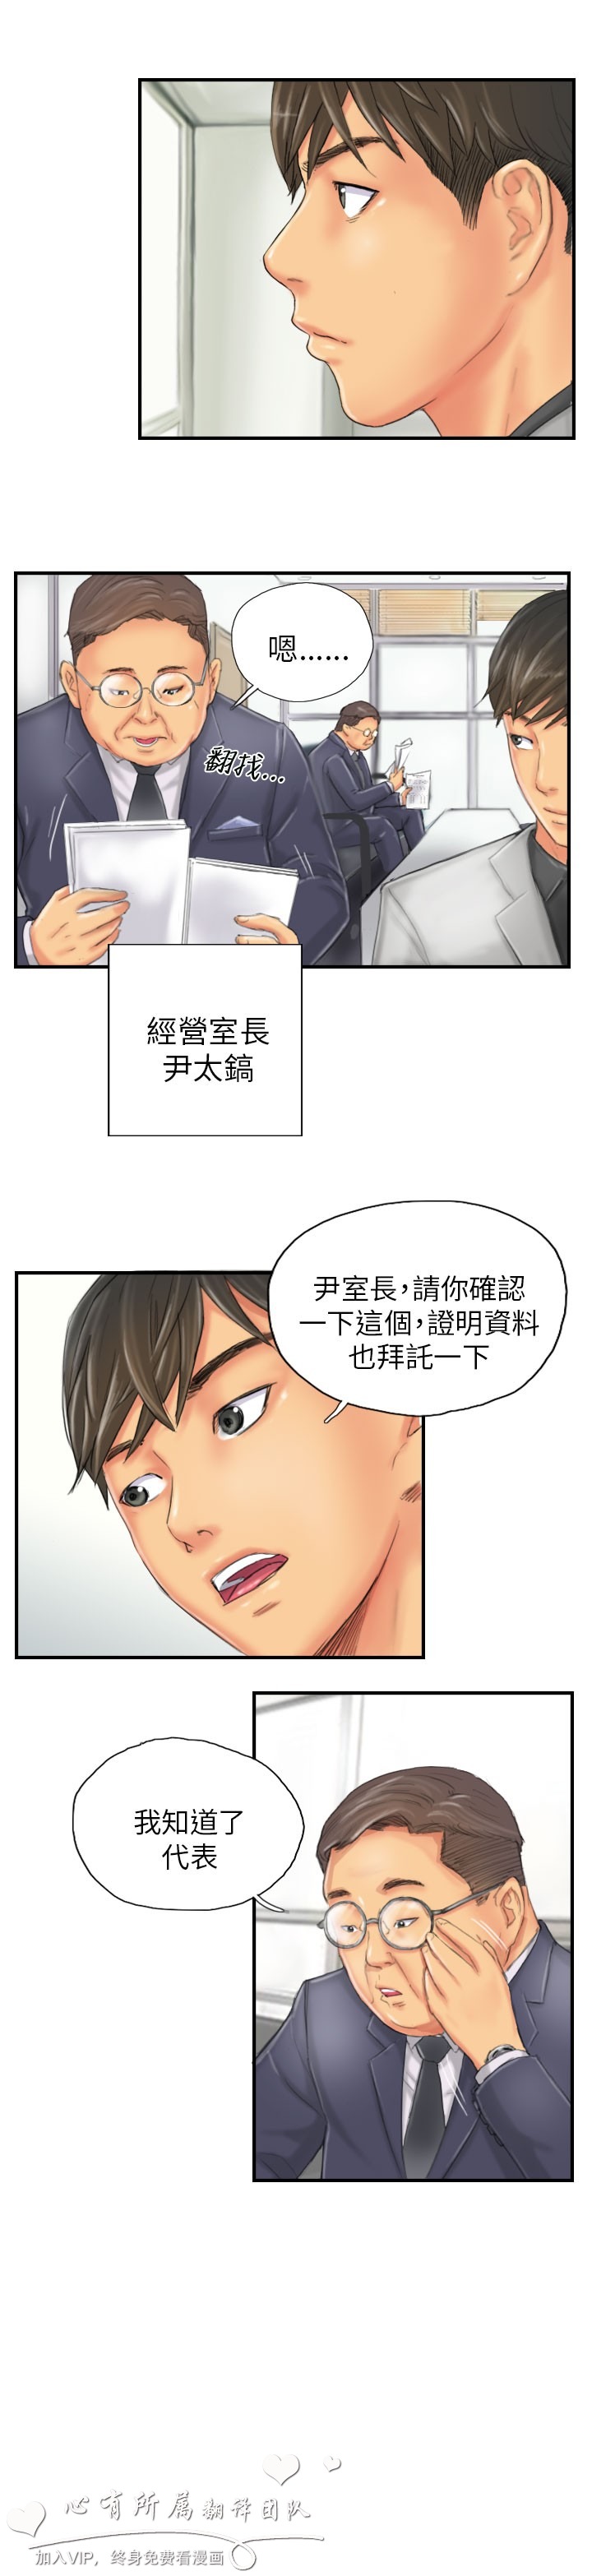 嗯……
翻找…
經營室長
尹太鎬
尹室長,請你確認
一下這個,證明資料
也拜託一下
我知道了
代表
心有所属翻译团队
加入VIP，终身免费看漫画